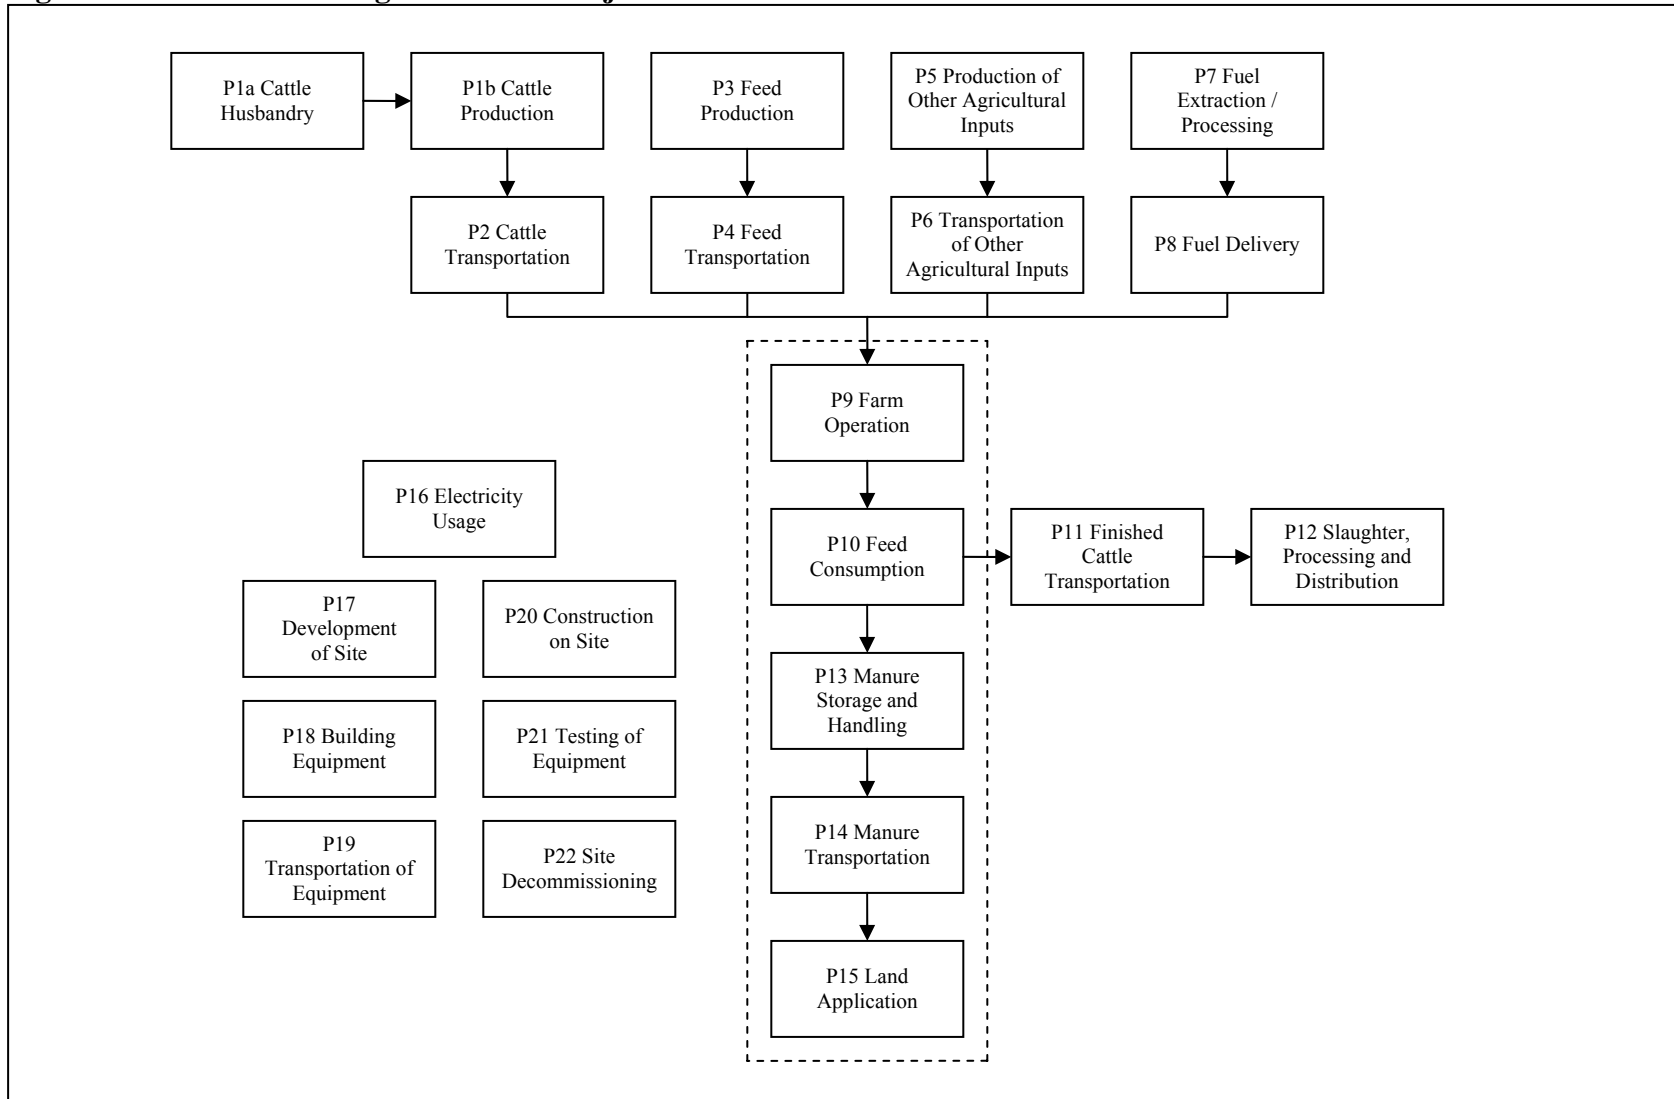 P1a Cattle
Husbandry
P1b Cattle
Production
P3 Feed
Production
P5 Production of
Other Agricultural
Inputs
P7 Fuel
Extraction /
Processing
P2 Cattle
Transportation
P4 Feed
Transportation
P6 Transportation
of Other
Agricultural Inputs
P8 Fuel Delivery
P9 Farm
Operation
P16 Electricity
Usage
P10 Feed
Consumption
P11 Finished
Cattle
Transportation
P12 Slaughter,
Processing and
Distribution
P17
Development
of Site
P20 Construction
on Site
P13 Manure
Storage and
Handling
P18 Building
Equipment
P21 Testing of
Equipment
P14 Manure
Transportation
P19
Transportation of
Equipment
P22 Site
Decommissioning
P15 Land
Application